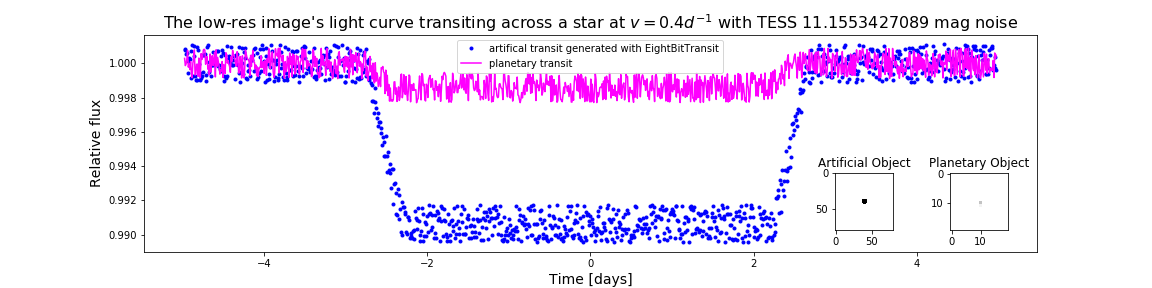 The low-res image's light curve transiting across a star at v = 0.4d⁻¹ with TESS 11.1553427089 mag noise
artifical transit generated with EightBitTransit
planetary transit
Relative flux
1.000
0.998
0.996
0.994
0.992
0.990
Artificial Object
0
50
0 50
Planetary Object
0
10
0 10
−4 −2 0 2 4
Time [days]